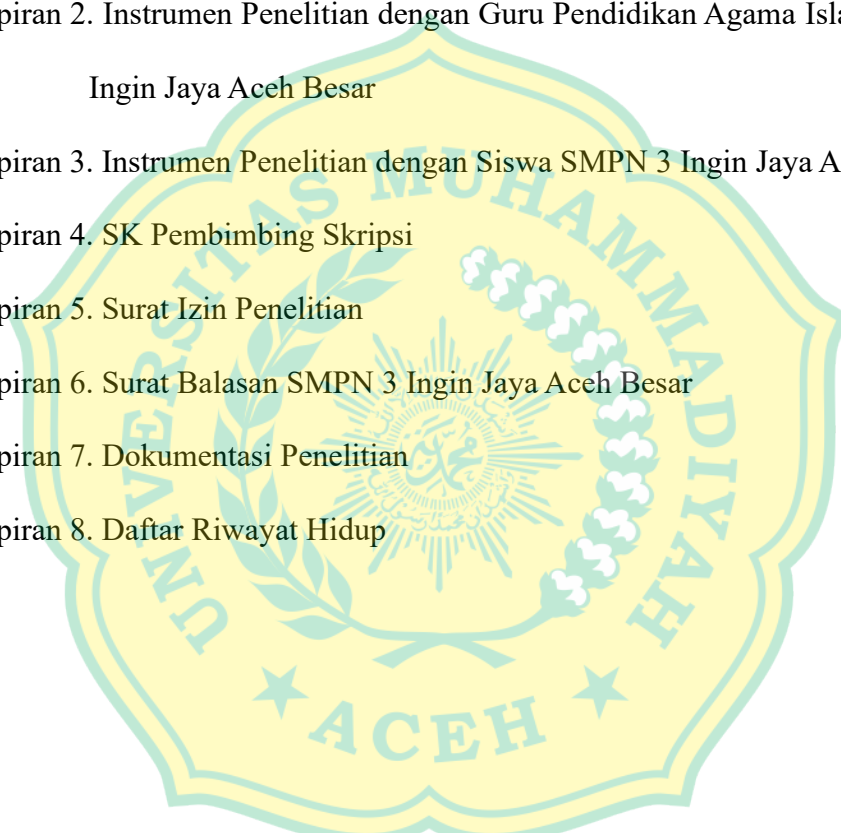 piran 2. Instrumen Penelitian dengan Guru Pendidikan Agama Isla
Ingin Jaya Aceh Besar
piran 3. Instrumen Penelitian dengan Siswa SMPN 3 Ingin Jaya A
piran 4. SK Pembimbing Skripsi
piran 5. Surat Izin Penelitian
piran 6. Surat Balasan SMPN 3 Ingin Jaya Aceh Besar
piran 7. Dokumentasi Penelitian
piran 8. Daftar Riwayat Hidup
UNIVERSITAS MUHAMMADIYAH
ACEH